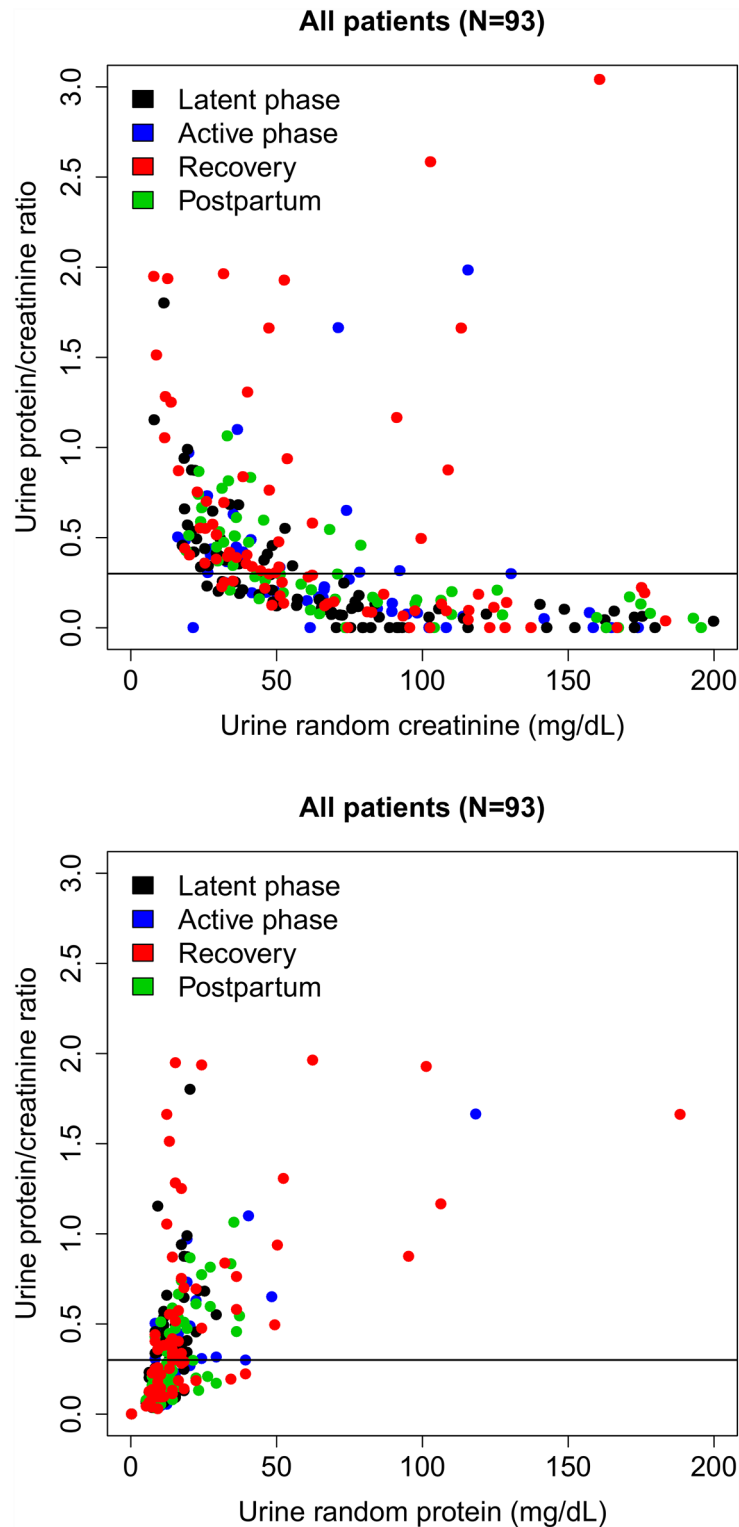 All patients (N=93)
Urine protein/creatinine ratio
3.0
2.5
2.0
1.5
1.0
0.5
0.0
Latent phase
Active phase
Recovery
Postpartum
0 50 100 150 200
Urine random creatinine (mg/dL)
All patients (N=93)
Urine protein/creatinine ratio
3.0
2.5
2.0
1.5
1.0
0.5
0.0
Latent phase
Active phase
Recovery
Postpartum
0 50 100 150 200
Urine random protein (mg/dL)